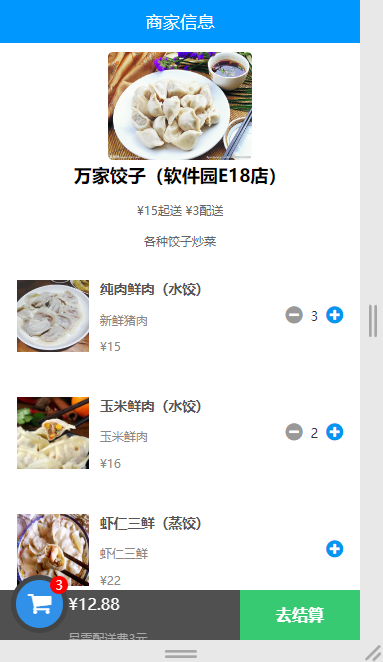 商家信息
万家饺子（软件园E18店）
¥15起送 ¥3配送
各种饺子炒菜
纯肉鲜肉（水饺）
新鲜猪肉
3
¥15
玉米鲜肉（水饺）
玉米鲜肉
2
¥16
虾仁三鲜（蒸饺）
虾仁三鲜
¥22
3
¥12.88
去结算
另需配送费3元